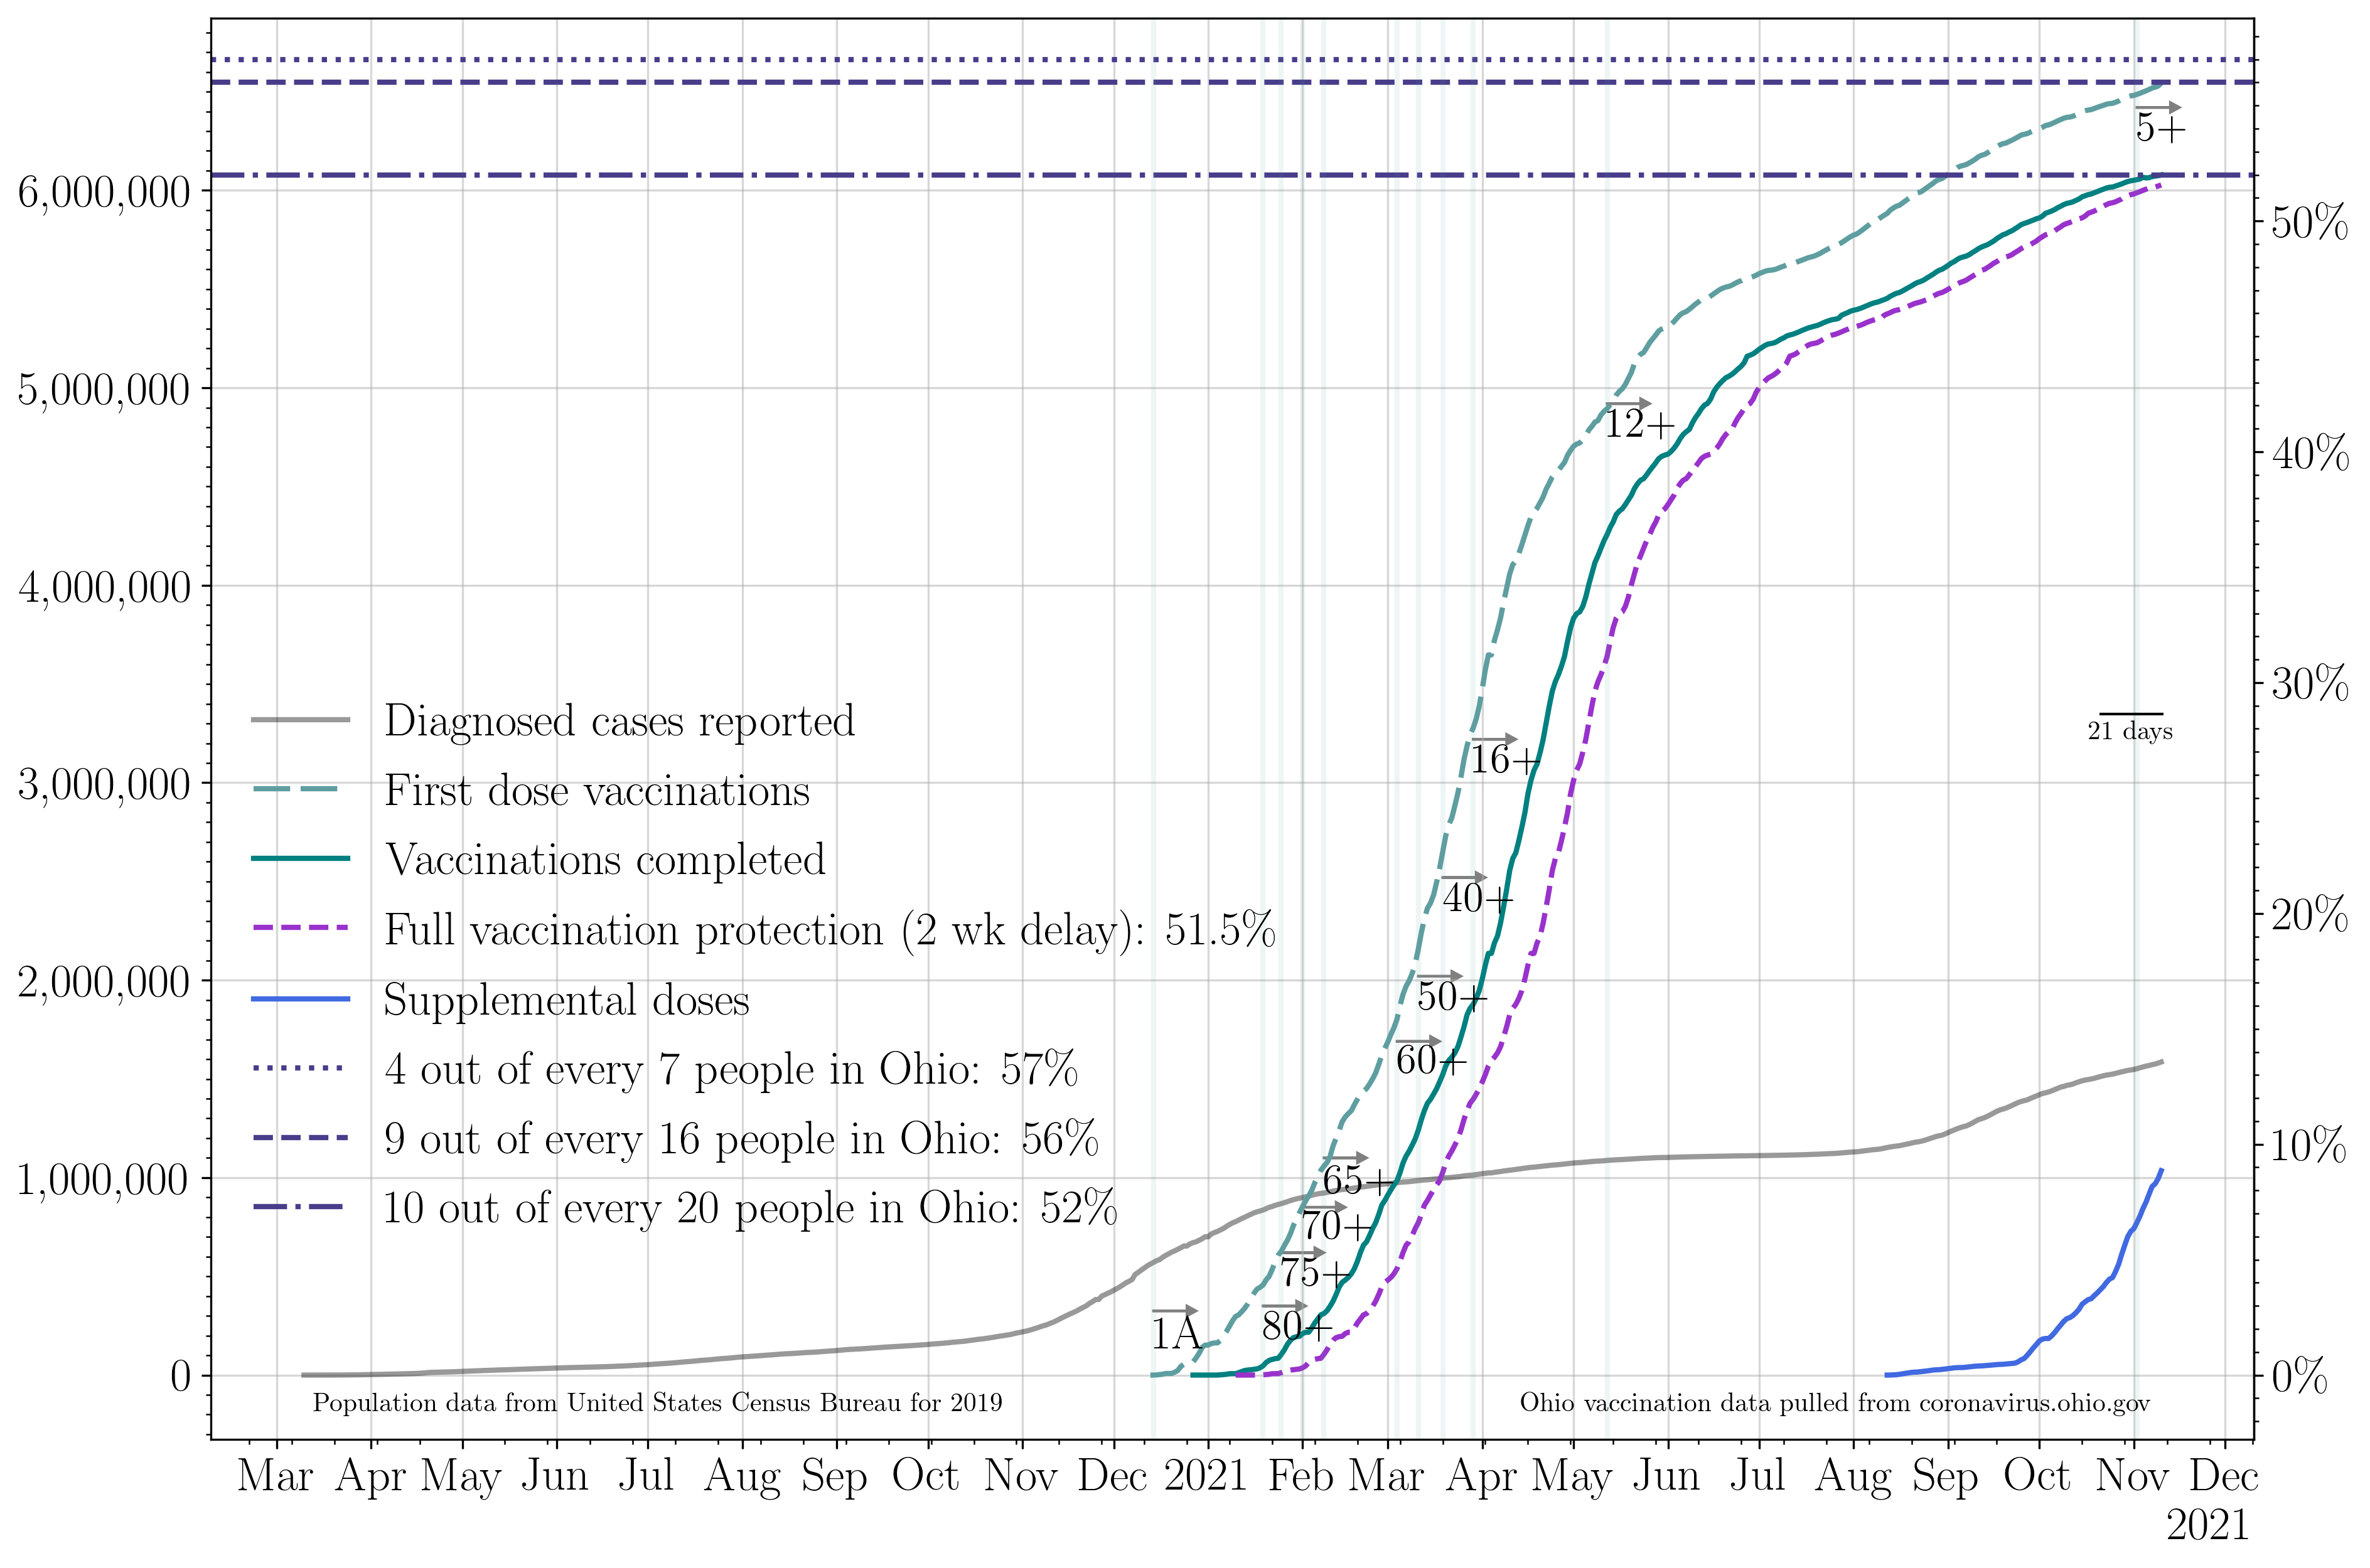 6,000,000
5,000,000
4,000,000
3,000,000
2,000,000
1,000,000
0
50%
40%
30%
20%
10%
0%
5+
12+
16+
40+
50+
60+
65+
70+
75+
80+
1A
21 days
Diagnosed cases reported
First dose vaccinations
Vaccinations completed
Full vaccination protection (2 wk delay): 51.5%
Supplemental doses
4 out of every 7 people in Ohio: 57%
9 out of every 16 people in Ohio: 56%
10 out of every 20 people in Ohio: 52%
Population data from United States Census Bureau for 2019
Ohio vaccination data pulled from coronavirus.ohio.gov
Mar Apr May Jun Jul Aug Sep Oct Nov Dec 2021 Feb Mar Apr May Jun Jul Aug Sep Oct Nov Dec
2021